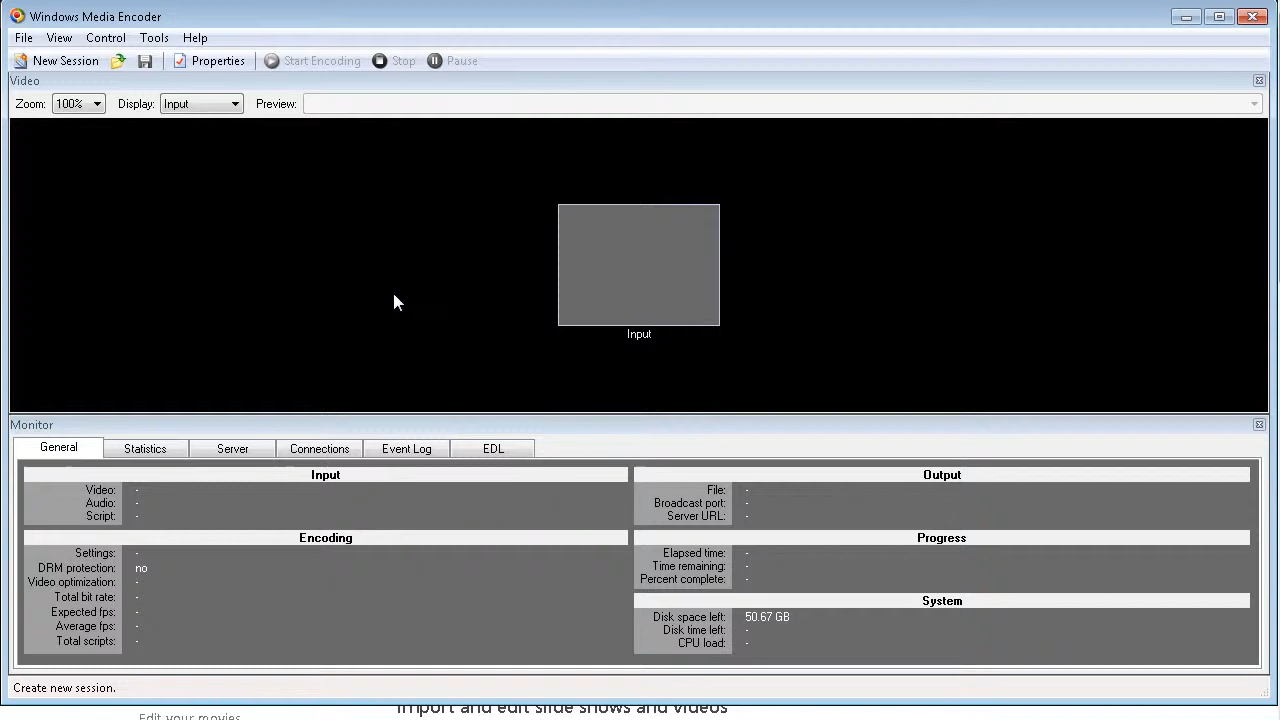 Windows Media Encoder
File View Control Tools Help
New Session Properties Start Encoding Stop Pause
Video
Zoom: 100% Display: Input Preview:
Input
Monitor
General Statistics Server Connections Event Log EDL
Input
Video: -
Audio: -
Script: -
Encoding
Settings: -
DRM protection: no
Video optimization: -
Total bit rate: -
Expected fps: -
Average fps: -
Total scripts: -
Output
File: -
Broadcast port: -
Server URL: -
Progress
Elapsed time: -
Time remaining: -
Percent complete: -
System
Disk space left: 50.67 GB
Disk time left: -
CPU load: -
Create new session.
Import and edit slide shows and videos
Edit your movies